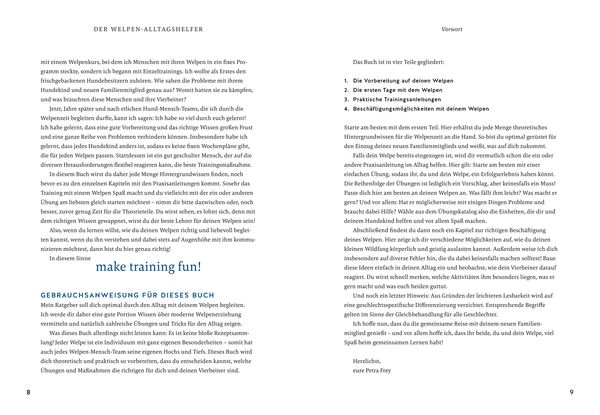 DER WELPEN-ALLTAGSHELFER
mit einem Welpenkurs, bei dem ich Menschen mit ihren Welpen in ein fixes Pro-
gramm steckte, sondern ich begann mit Einzeltrainings. Ich wollte als Erstes den
frischgebackenen Hundebesitzern zuhören. Wie sahen die Probleme mit ihrem
Hundekind und neuen Familienmitglied genau aus? Womit hatten sie zu kämpfen,
und was brauchten diese Menschen und ihre Vierbeiner?
Jetzt, Jahre später und nach etlichen Hund-Mensch-Teams, die ich durch die
Welpenzeit begleiten durfte, kann ich sagen: Ich habe so viel durch euch gelernt!
Ich habe gelernt, dass eine gute Vorbereitung und das richtige Wissen großen Frust
und eine ganze Reihe von Problemen verhindern können. Insbesondere habe ich
gelernt, dass jedes Hundekind anders ist, sodass es keine fixen Wochenpläne gibt,
die für jeden Welpen passen. Stattdessen ist ein gut geschulter Mensch, der auf die
diversen Herausforderungen flexibel reagieren kann, die beste Trainingsmaßnahme.
In diesem Buch wirst du daher jede Menge Hintergrundwissen finden, noch
bevor es zu den einzelnen Kapiteln mit den Praxisanleitungen kommt. Sosehr das
Training mit einem Welpen Spaß macht und du vielleicht mit der ein oder anderen
Übung am liebsten gleich starten möchtest – nimm dir bitte dazwischen oder, noch
besser, zuvor genug Zeit für die Theorieteile. Du wirst sehen, es lohnt sich, denn mit
dem richtigen Wissen gewappnet, wirst du der beste Lehrer für deinen Welpen sein!
Also, wenn du lernen willst, wie du deinen Welpen richtig und liebevoll beglei-
ten kannst, wenn du ihn verstehen und dabei stets auf Augenhöhe mit ihm kommu-
nizieren möchtest, dann bist du hier genau richtig!
In diesem Sinne
make training fun!
GEBRAUCHSANWEISUNG FÜR DIESES BUCH
Mein Ratgeber soll dich optimal durch den Alltag mit deinem Welpen begleiten.
Ich werde dir daher eine gute Portion Wissen über moderne Welpenerziehung
vermitteln und natürlich zahlreiche Übungen und Tricks für den Alltag zeigen.
Was dieses Buch allerdings nicht leisten kann: Es ist keine bloße Rezeptsamm-
lung! Jeder Welpe ist ein Individuum mit ganz eigenen Besonderheiten – somit hat
auch jedes Welpen-Mensch-Team seine eigenen Hochs und Tiefs. Dieses Buch wird
dich theoretisch und praktisch so vorbereiten, dass du entscheiden kannst, welche
Übungen und Maßnahmen die richtigen für dich und deinen Vierbeiner sind.
8
Vorwort
Das Buch ist in vier Teile gegliedert:
1. Die Vorbereitung auf deinen Welpen
2. Die ersten Tage mit dem Welpen
3. Praktische Trainingsanleitungen
4. Beschäftigungsmöglichkeiten mit deinem Welpen
Starte am besten mit dem ersten Teil. Hier erhältst du jede Menge theoretisches
Hintergrundwissen für die Welpenzeit an die Hand. So bist du optimal gerüstet für
den Einzug deines neuen Familienmitglieds und weißt, was auf dich zukommt.
Falls dein Welpe bereits eingezogen ist, wird dir vermutlich schon die ein oder
andere Praxisanleitung im Alltag helfen. Hier gilt: Starte am besten mit einer
einfachen Übung, sodass ihr, du und dein Welpe, ein Erfolgserlebnis haben könnt.
Die Reihenfolge der Übungen ist lediglich ein Vorschlag, aber keinesfalls ein Muss!
Passe dich hier am besten an deinen Welpen an. Was fällt ihm leicht? Was macht er
gern? Und vor allem: Hat er möglicherweise mit einigen Dingen Probleme und
braucht dabei Hilfe? Wähle aus dem Übungskatalog also die Einheiten, die dir und
deinem Hundekind helfen und vor allem Spaß machen.
Abschließend findest du dann noch ein Kapitel zur richtigen Beschäftigung
deines Welpen. Hier zeige ich dir verschiedene Möglichkeiten auf, wie du deinen
kleinen Wildfang körperlich und geistig auslasten kannst. Außerdem weise ich dich
insbesondere auf diverse Fehler hin, die du dabei keinesfalls machen solltest! Baue
diese Ideen einfach in deinen Alltag ein und beobachte, wie dein Vierbeiner darauf
reagiert. Du wirst schnell merken, welche Aktivitäten ihm besonders liegen, was er
gern macht und was euch beiden guttut.
Und noch ein letzter Hinweis: Aus Gründen der leichteren Lesbarkeit wird auf
eine geschlechtsspezifische Differenzierung verzichtet. Entsprechende Begriffe
gelten im Sinne der Gleichbehandlung für alle Geschlechter.
Ich hoffe nun, dass du die gemeinsame Reise mit deinem neuen Familien-
mitglied genießt – und vor allem hoffe ich, dass ihr beide, du und dein Welpe, viel
Spaß beim gemeinsamen Lernen habt!
Herzlichst,
eure Petra Frey
9